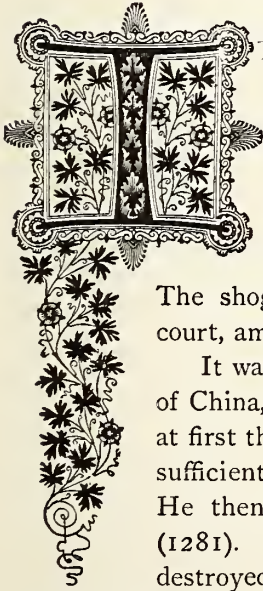 I
The shog
court, am
It wa
of China,
at first th
sufficient
He then
(1281).
destroyed